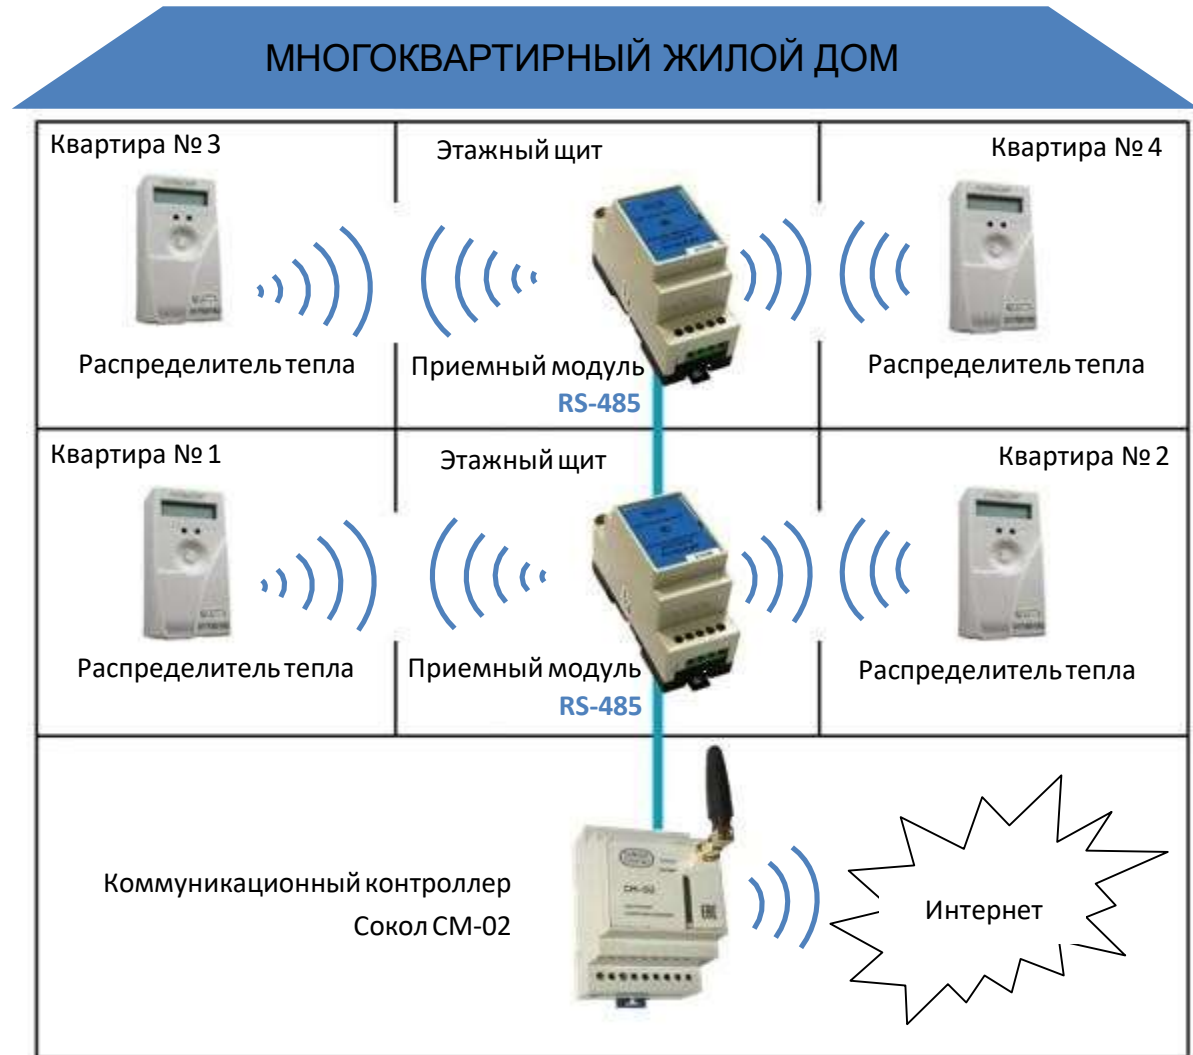 МНОГОКВАРТИРНЫЙ ЖИЛОЙ ДОМ
Квартира № 3
Этажный щит
Квартира № 4
Распределитель тепла
Приемный модуль
RS-485
Распределитель тепла
Квартира № 1
Этажный щит
Квартира № 2
Распределитель тепла
Приемный модуль
RS-485
Распределитель тепла
Коммуникационный контроллер
Сокол СМ-02
СМ-02
Интернет